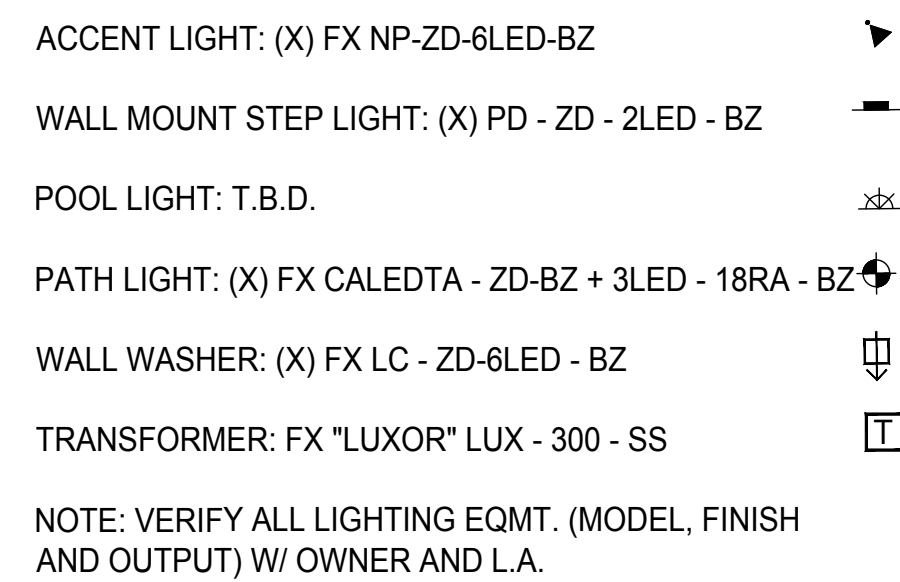 ACCENT LIGHT: (X) FX NP-ZD-6LED-BZ
WALL MOUNT STEP LIGHT: (X) PD - ZD - 2LED - BZ
POOL LIGHT: T.B.D.
PATH LIGHT: (X) FX CALEDTA - ZD-BZ + 3LED - 18RA - BZ
WALL WASHER: (X) FX LC - ZD-6LED - BZ
TRANSFORMER: FX "LUXOR" LUX - 300 - SS
T
NOTE: VERIFY ALL LIGHTING EQMT. (MODEL, FINISH
AND OUTPUT) W/ OWNER AND L.A.